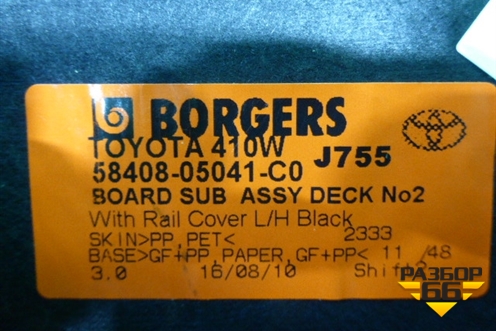 BORGERS
TOYOTA 410W J755
58408-05041-C0
BOARD SUB ASSY DECK No2
With Rail Cover L/H Black
SKIN>PP,PET< 2333
BASE>GF+PP,PAPER,GF+PP< 11 /48
3.0 16/08/10 Shift2
РАЗБОР
66